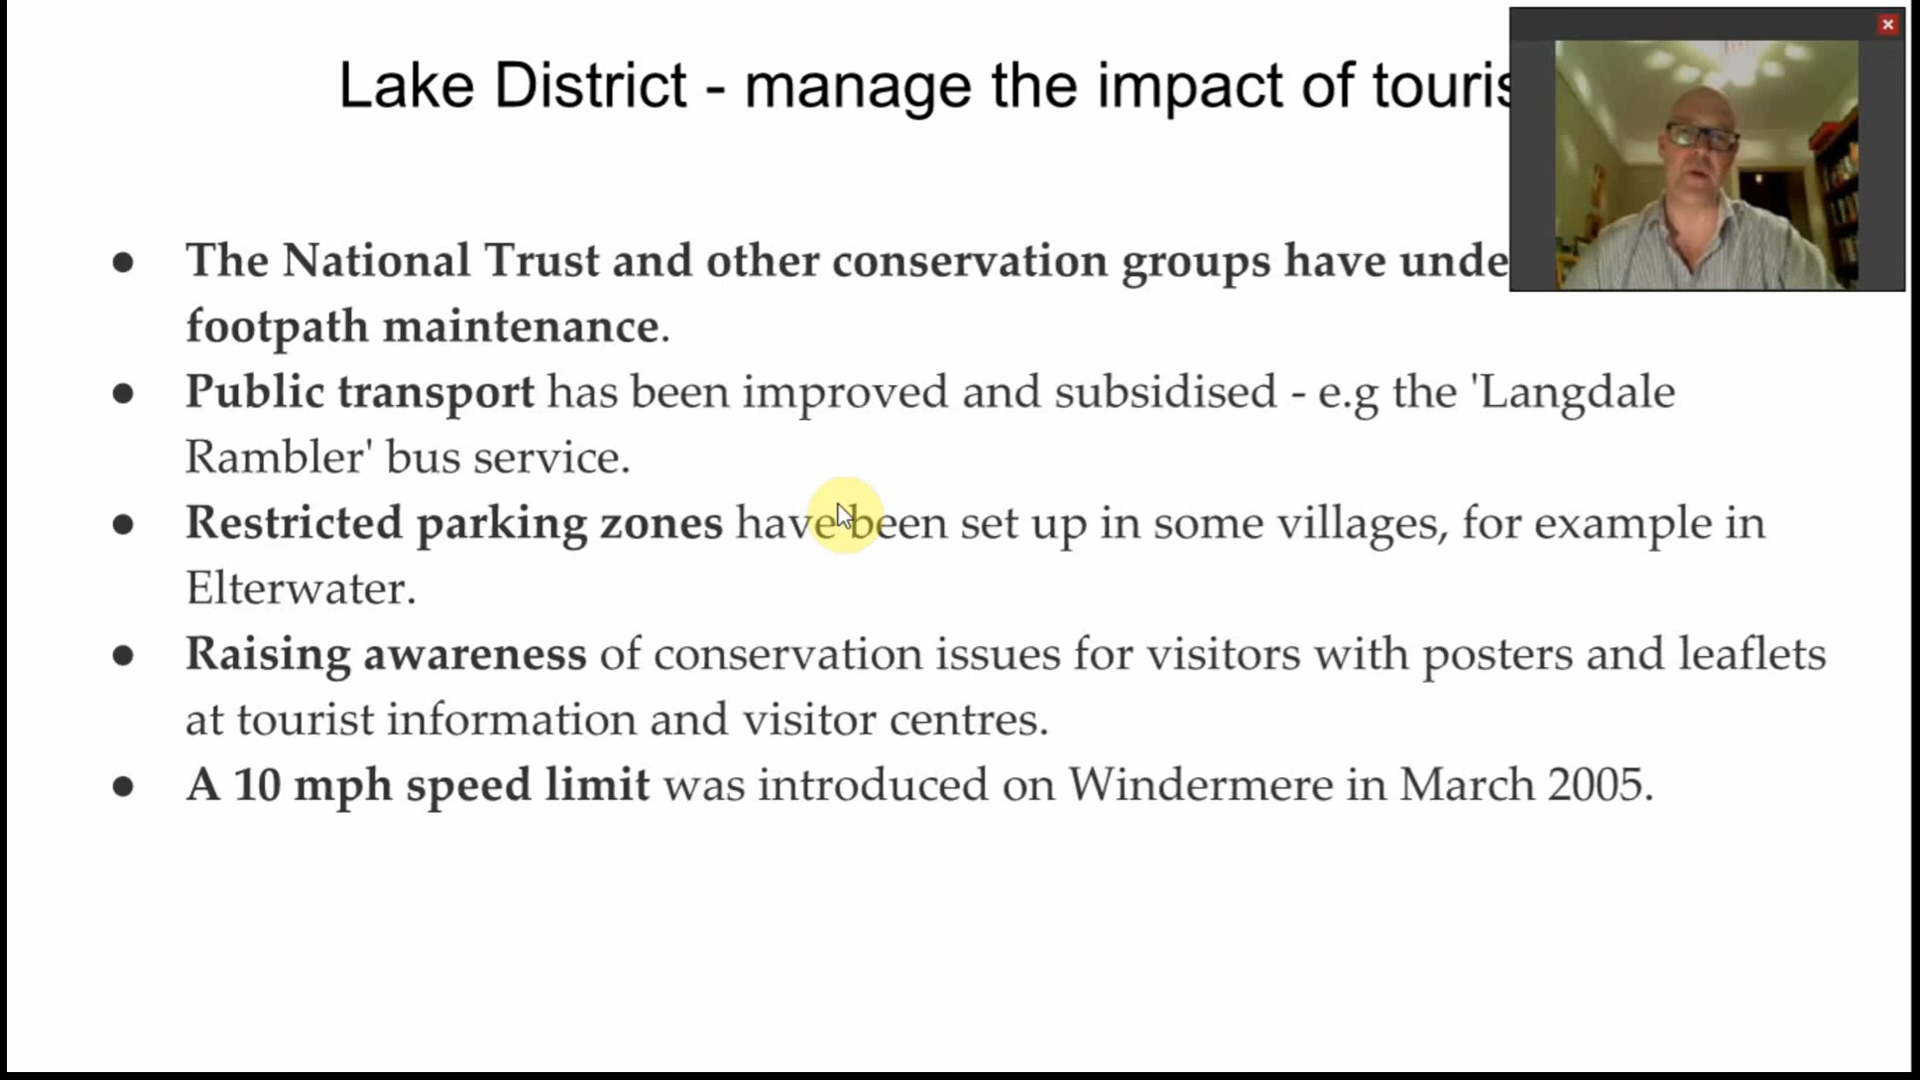 Lake District - manage the impact of
The National Trust and other conservation groups have
footpath maintenance.
Public transport has been improved and subsidised - e.g the 'Langdale
Rambler' bus service.
Restricted parking zones have been set up in some villages, for example in
Elterwater.
Raising awareness of conservation issues for visitors with posters and leaflets
at tourist information and visitor centres.
A 10 mph speed limit was introduced on Windermere in March 2005.